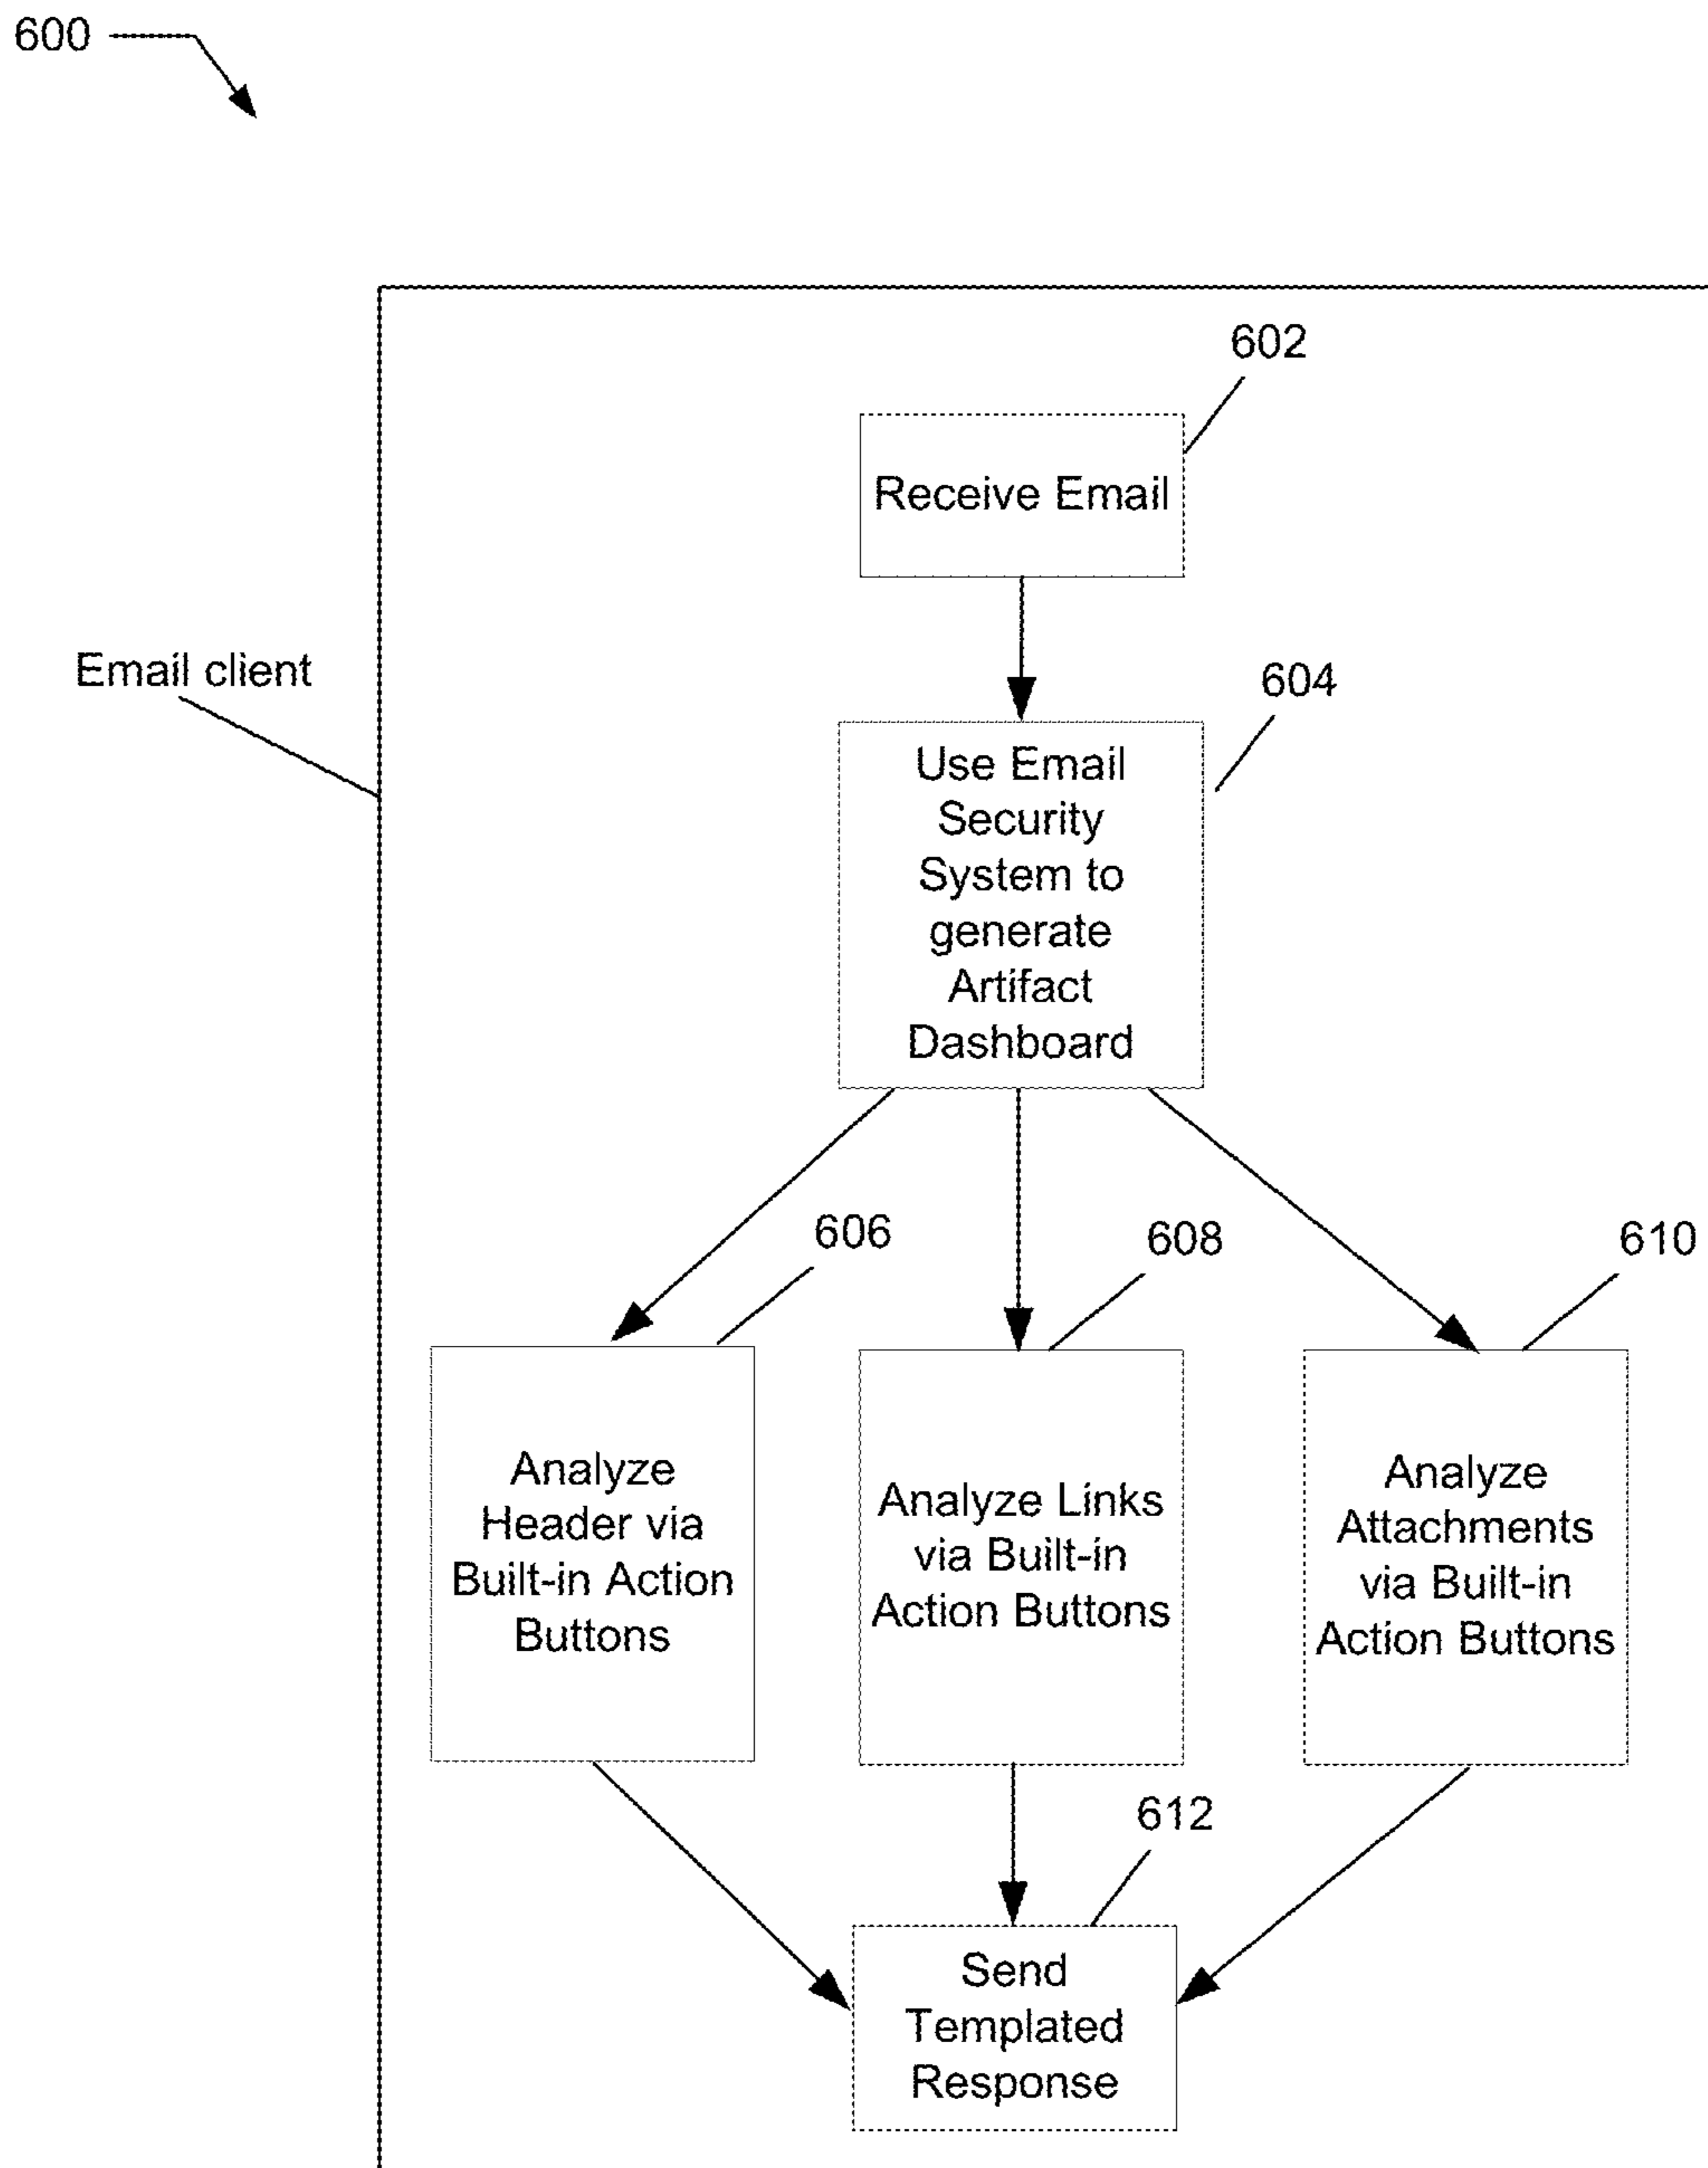 600
602
Receive Email
Email client
604
Use Email
Security
System to
generate
Artifact
Dashboard
606
608
610
Analyze
Header via
Built-in Action
Buttons
Analyze Links
via Built-in
Action Buttons
Analyze
Attachments
via Built-in
Action Buttons
612
Send
Templated
Response